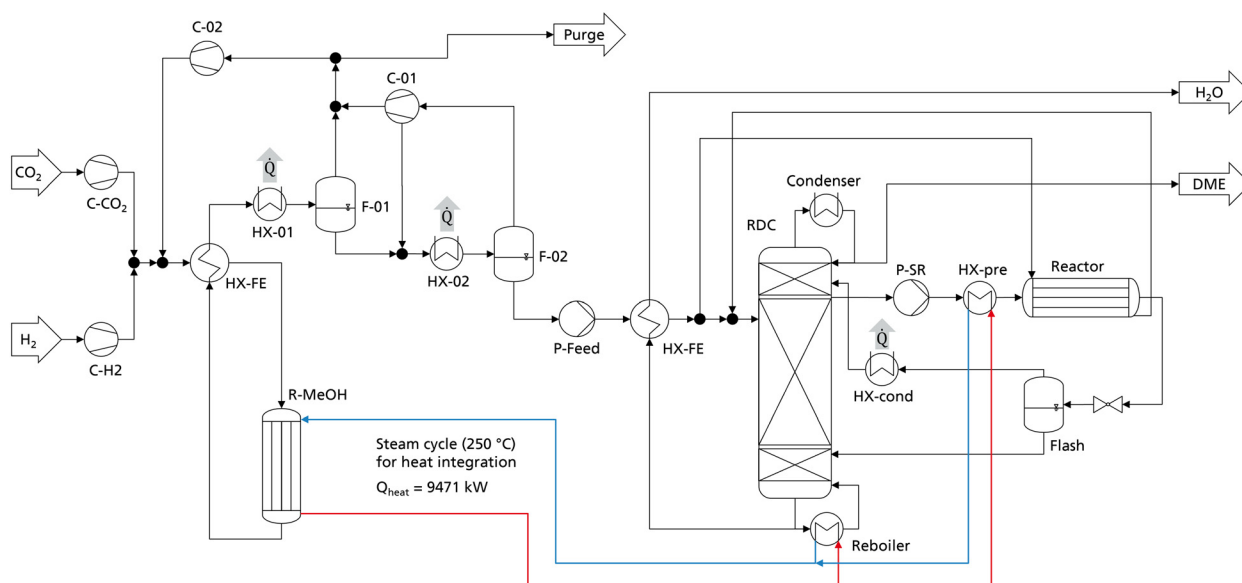 C-02
Purge
C-01
H₂O
CO₂
C-CO₂
Q̇
HX-01
F-01
Q̇
HX-02
F-02
Condenser
DME
RDC
P-SR
HX-pre
Reactor
HX-FE
H₂
C-H2
P-Feed
HX-FE
Q̇
HX-cond
Flash
R-MeOH
Steam cycle (250 °C)
for heat integration
Q_heat = 9471 kW
Reboiler